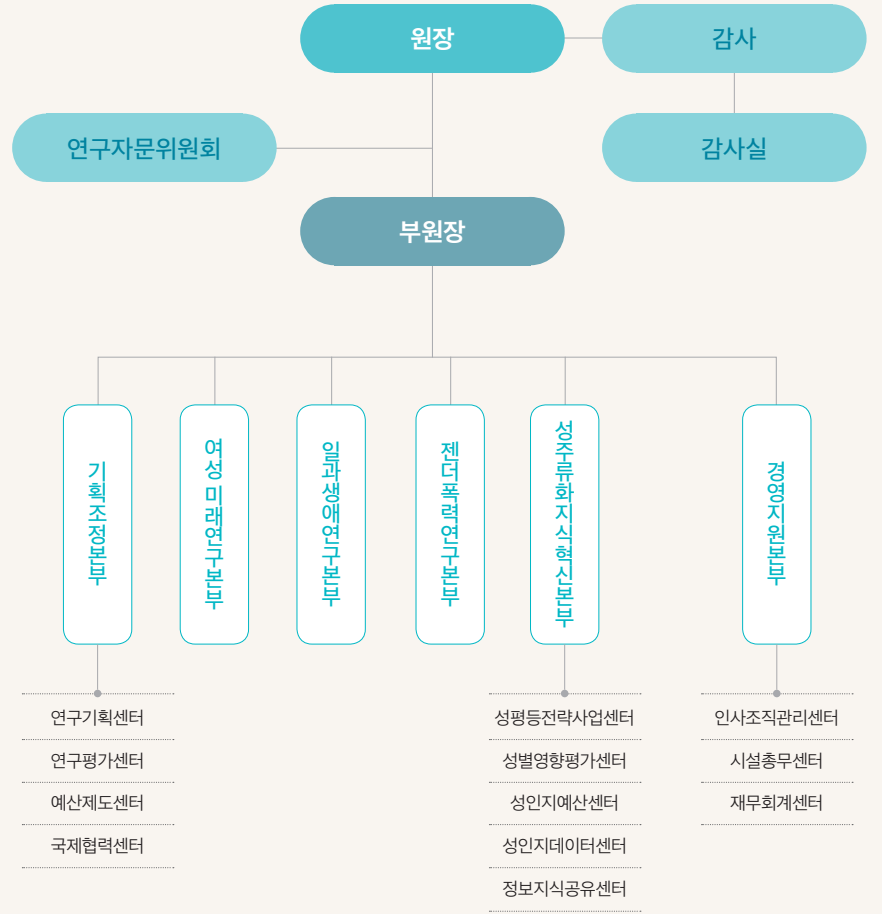 원장
감사
연구자문위원회
감사실
부원장
기획조정본부
여성 미래연구본부
일과생애연구본부
젠더폭력연구본부
성주류화지식혁신본부
경영지원본부
연구기획센터
연구평가센터
예산제도센터
국제협력센터
성평등전략사업센터
성별영향평가센터
성인지예산센터
성인지데이터센터
정보지식공유센터
인사조직관리센터
시설총무센터
재무회계센터